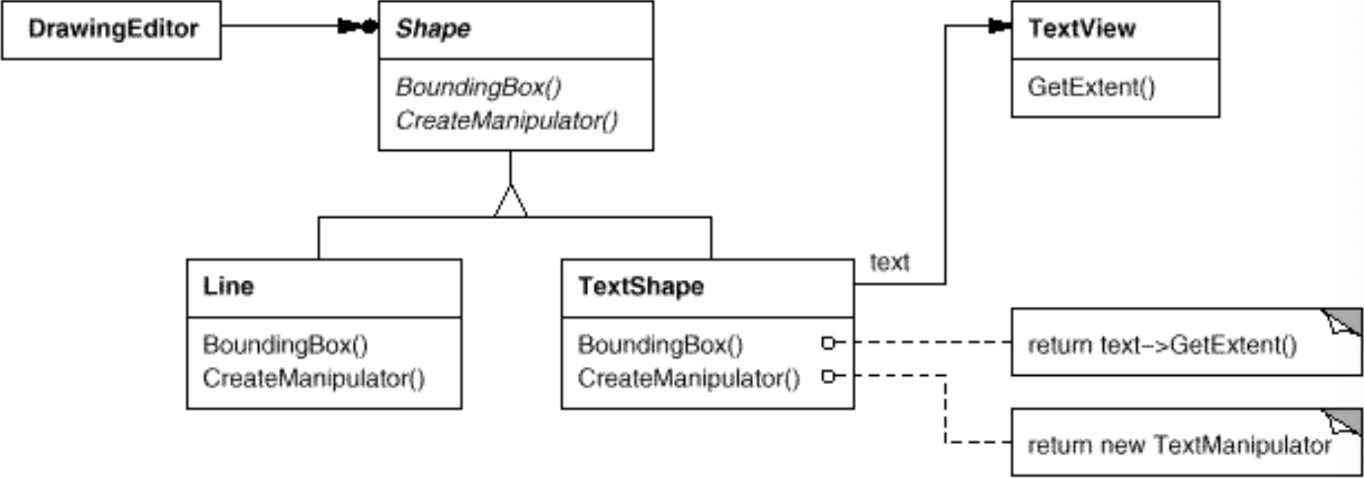 DrawingEditor
Shape
BoundingBox()
CreateManipulator()
TextView
GetExtent()
Line
BoundingBox()
CreateManipulator()
TextShape
BoundingBox()
CreateManipulator()
text
return text–>GetExtent()
return new TextManipulator